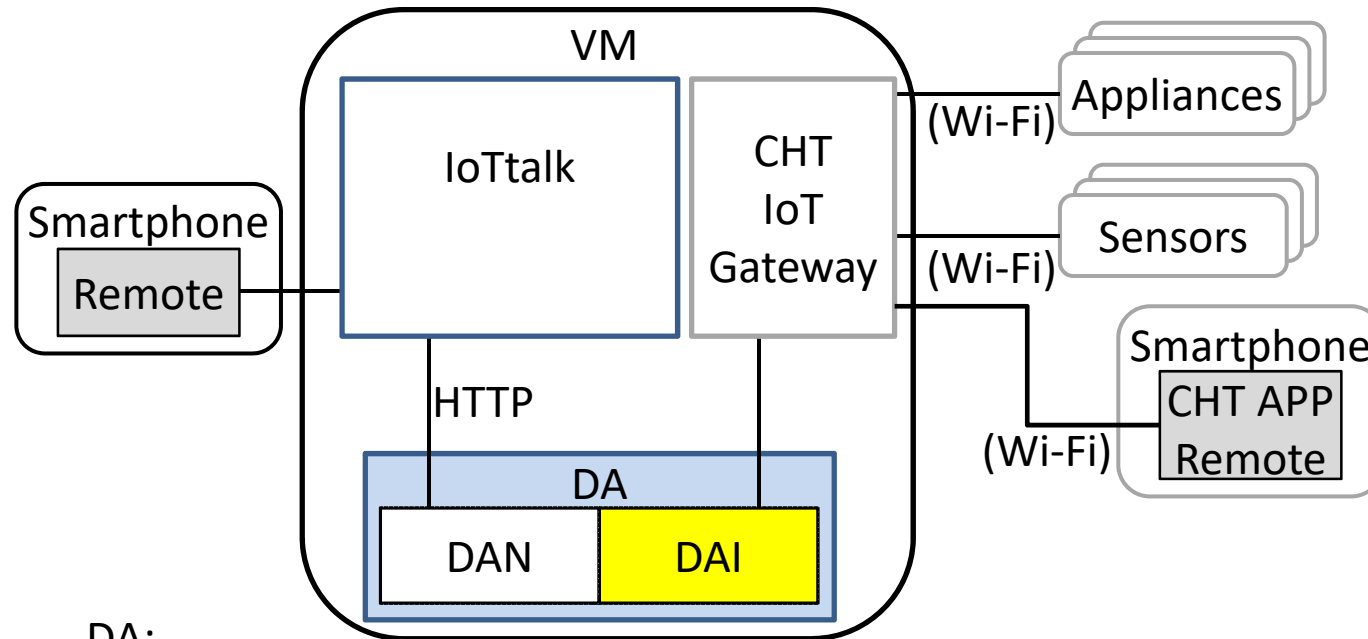 VM
IoTtalk
CHT
IoT
Gateway
Smartphone
Remote
HTTP
DA
DAN
DAI
(Wi-Fi)
Appliances
(Wi-Fi)
Sensors
(Wi-Fi)
Smartphone
CHT APP
Remote
DA: